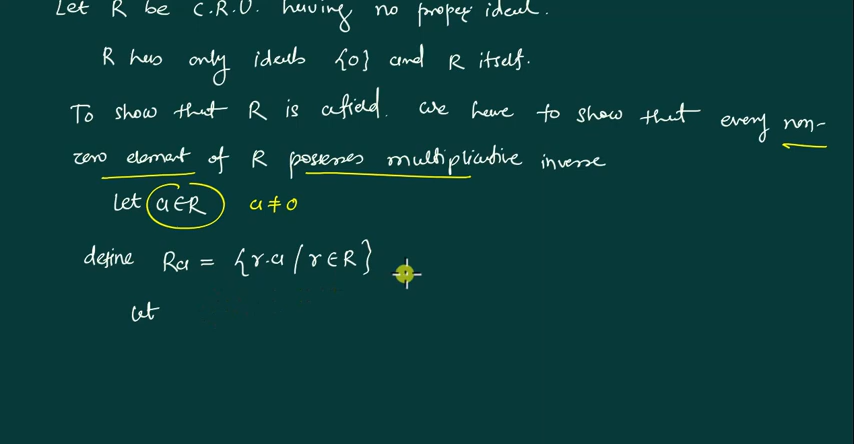 Let R be C.R.U. having no proper ideal.
R has only ideals {0} and R itself.
To show that R is afield. we have to show that every non-
zero element of R possesses multiplicative inverse
Let a∈R a≠0
define Ra = {r.a / r∈R}
let